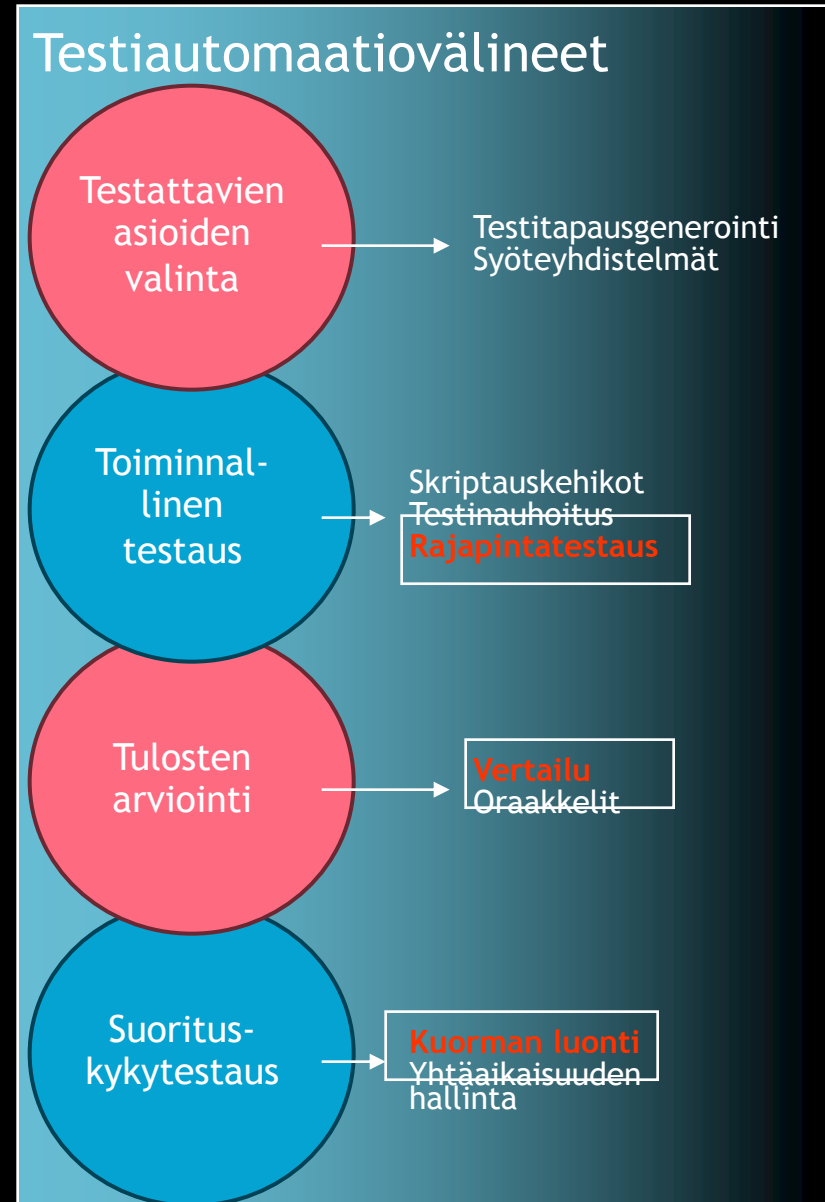 Testiautomaatiovälineet
Testattavien
asioiden
valinta
Testitapausgenerointi
Syöteyhdistelmät
Toiminnal-
linen
testaus
Skriptauskehikot
Testinauhoitus
Rajapintatestaus
Tulosten
arviointi
Vertailu
Oraakkelit
Suoritus-
kykytestaus
Kuorman luonti
Yhtäaikaisuuden
hallinta